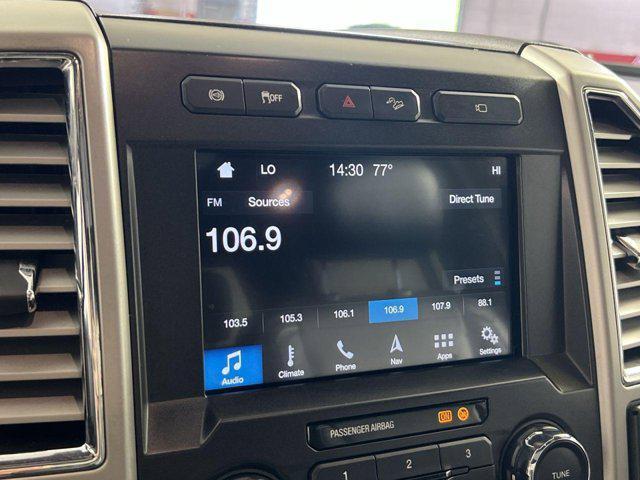 OFF
LO 14:30 77° HI
FM Sources Direct Tune
106.9
Presets
103.5 105.3 106.1 106.9 107.9 88.1
Audio Climate Phone Nav Apps Settings
PASSENGER AIRBAG ON
1 2 3
TUNE